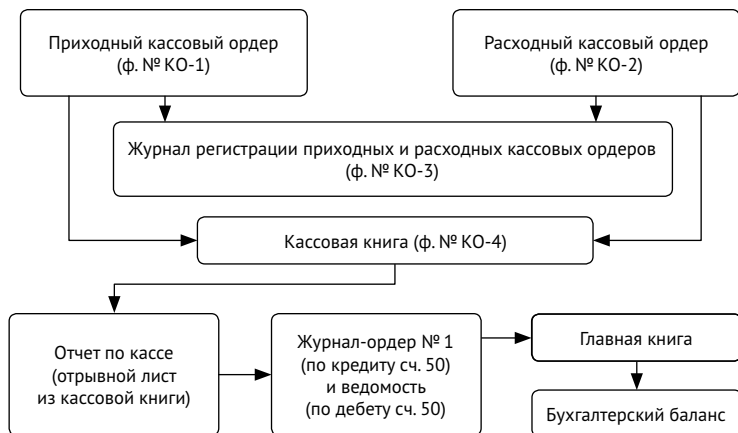 Приходный кассовый ордер
(ф. № КО-1)
Расходный кассовый ордер
(ф. № КО-2)
Журнал регистрации приходных и расходных кассовых ордеров
(ф. № КО-3)
Кассовая книга (ф. № КО-4)
Отчет по кассе
(отрывной лист
из кассовой книги)
Журнал-ордер № 1
(по кредиту сч. 50)
и ведомость
(по дебету сч. 50)
Главная книга
Бухгалтерский баланс